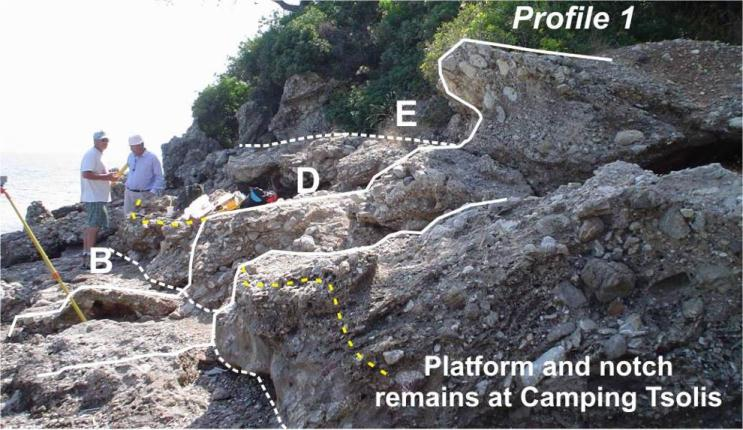 Profile 1
E
D
B
Platform and notch
remains at Camping Tsolis